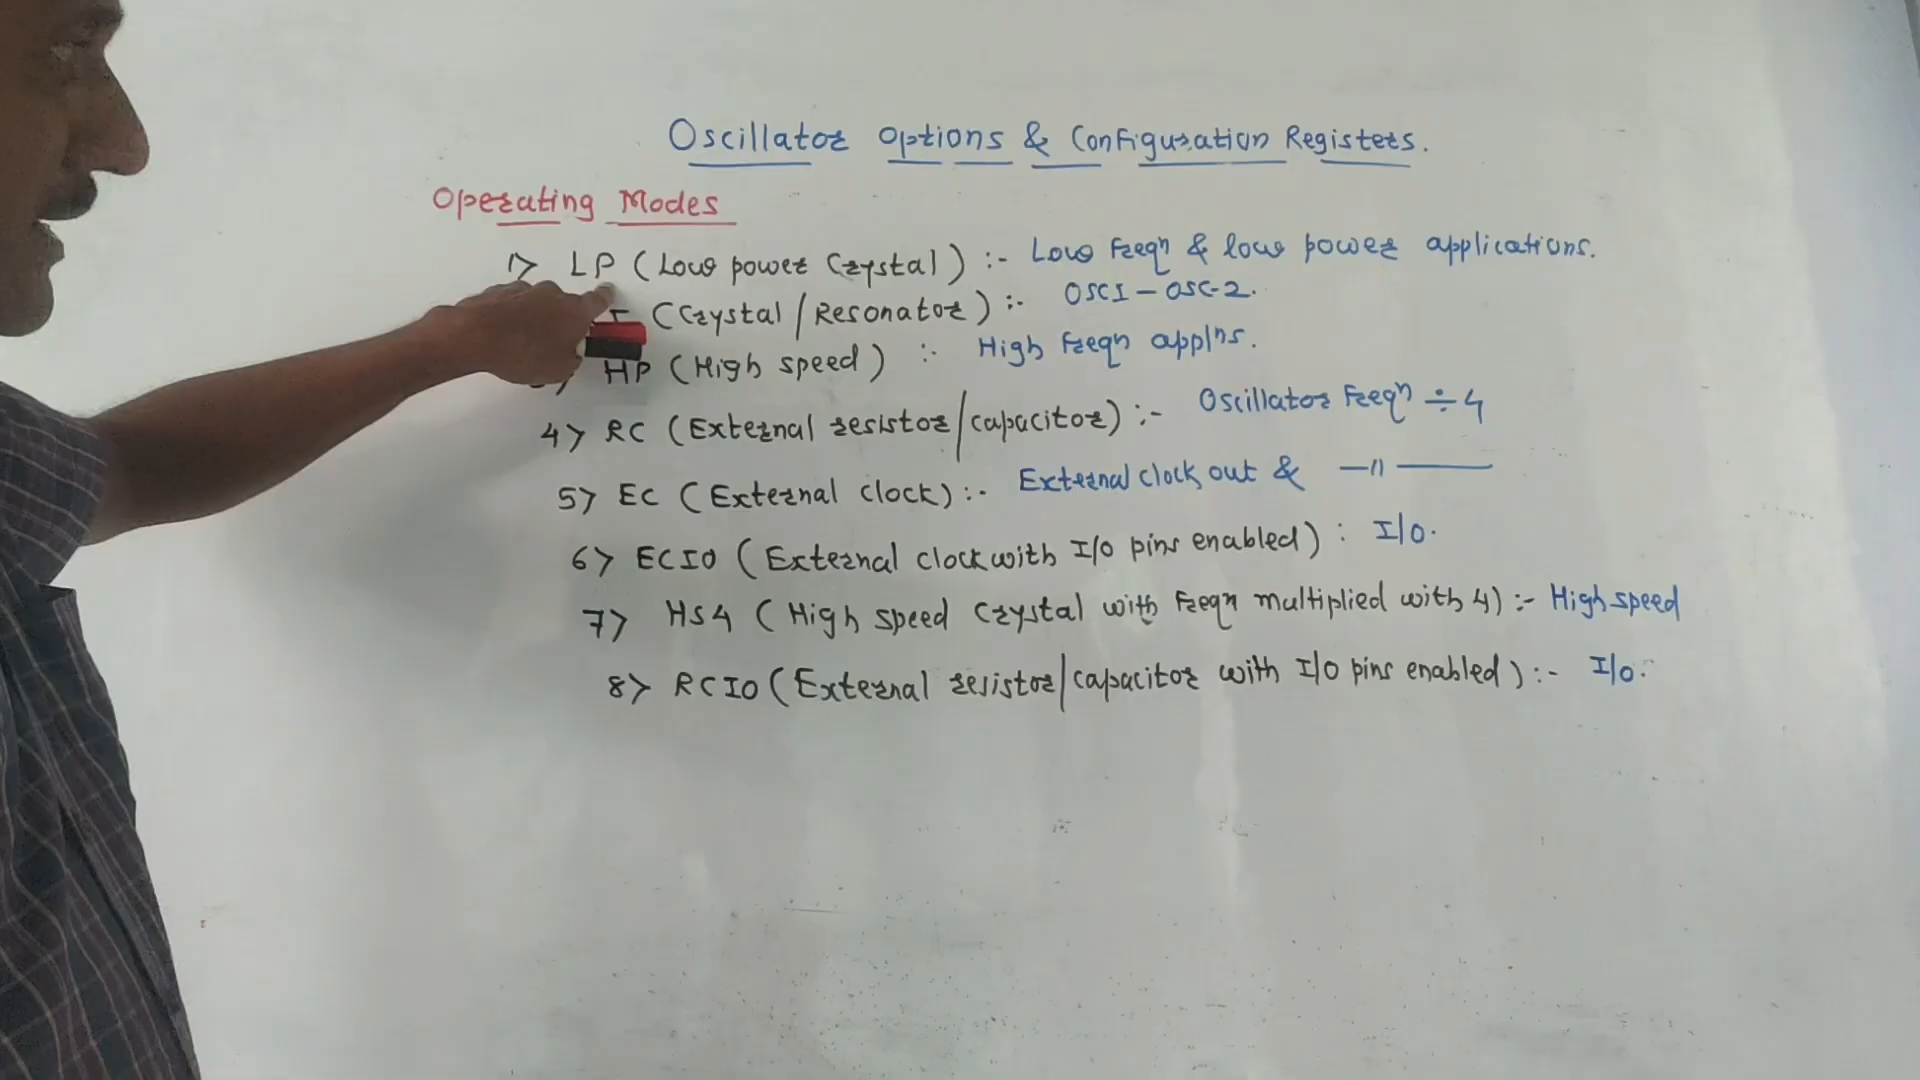 Oscillator options & Configuration Registers.
Operating Modes
1> LP (Low power Crystal) :- Low freqn & low power applications.
(Crystal/Resonator) :- OSC1 - OSC-2.
HP (High speed) :- High freqn applns.
4> RC (External resistor/capacitor) :- Oscillator freqn ÷ 4
5> EC (External clock) :- External clock out & —11——
6> ECIO (External clock with I/O pins enabled) : I/O.
7> HS4 (High speed Crystal with freqn multiplied with 4) :- High speed
8> RCIO (External resistor/capacitor with I/O pins enabled) :- I/O.